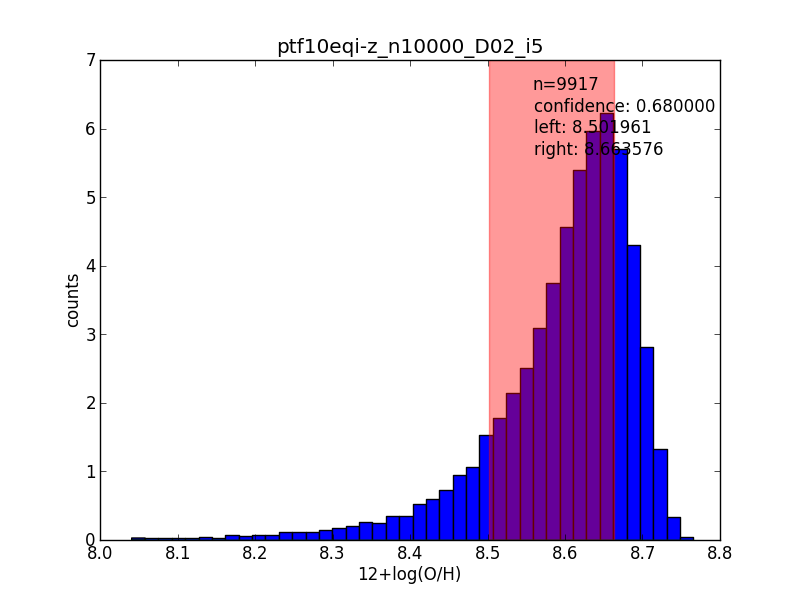 ptf10eqi-z_n10000_D02_i5
7
n=9917
confidence: 0.680000
6
left: 8.501961
right: 8.663576
5
4
counts
3
2
1
0
8.0 8.1 8.2 8.3 8.4 8.5 8.6 8.7 8.8
12+log(O/H)